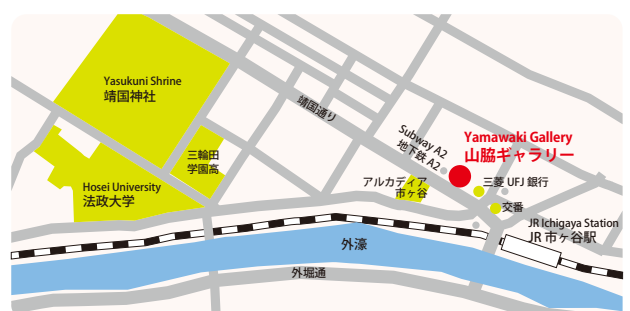 Yasukuni Shrine
靖国神社
靖国通り
Subway A2
地下鉄 A2
Yamawaki Gallery
山脇ギャラリー
三輪田
学園高
Hosei University
法政大学
アルカディア
市ヶ谷
三菱 UFJ 銀行
交番
JR Ichigaya Station
JR 市ヶ谷駅
外濠
外堀通